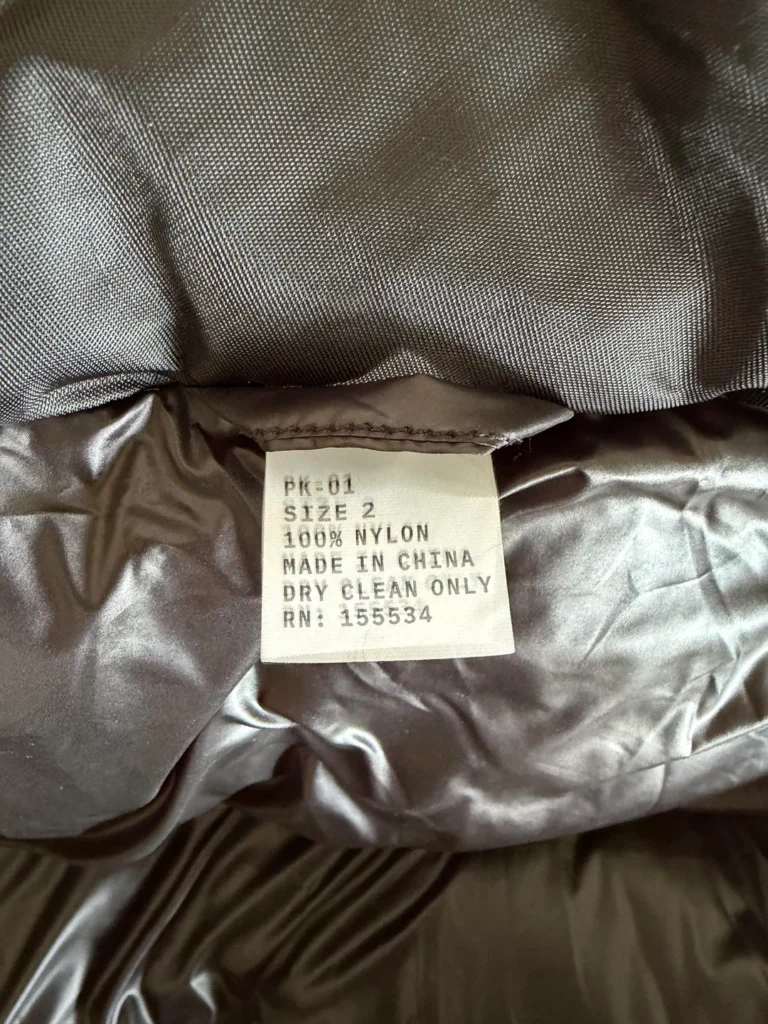 PK-01
SIZE 2
100% NYLON
MADE IN CHINA
DRY CLEAN ONLY
RN: 155534